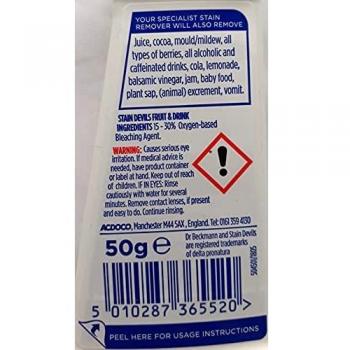 YOUR SPECIALIST STAIN
REMOVER WILL ALSO REMOVE
Juice, cocoa, mould/mildew, all
types of berries, all alcoholic and
caffeinated drinks, cola, lemonade,
balsamic vinegar, jam, baby food,
plant sap, (animal) excrement, vomit.
STAIN DEVILS FRUIT & DRINK
INGREDIENTS 15 - 30% Oxygen-based
Bleaching Agent.
WARNING: Causes serious eye
irritation. If medical advice is
needed, have product container
or label at hand. Keep out of reach
of children. IF IN EYES: Rinse
cautiously with water for several
minutes. Remove contact lenses, if present
and easy to do. Continue rinsing.
ACDOCO, Manchester M44 5AX, England. Tel: 0161 359 4130
50g e
Dr Beckmann and Stain Devils
are registered trademarks
of delta pronatura
5 010287 365520
PEEL HERE FOR USAGE INSTRUCTIONS